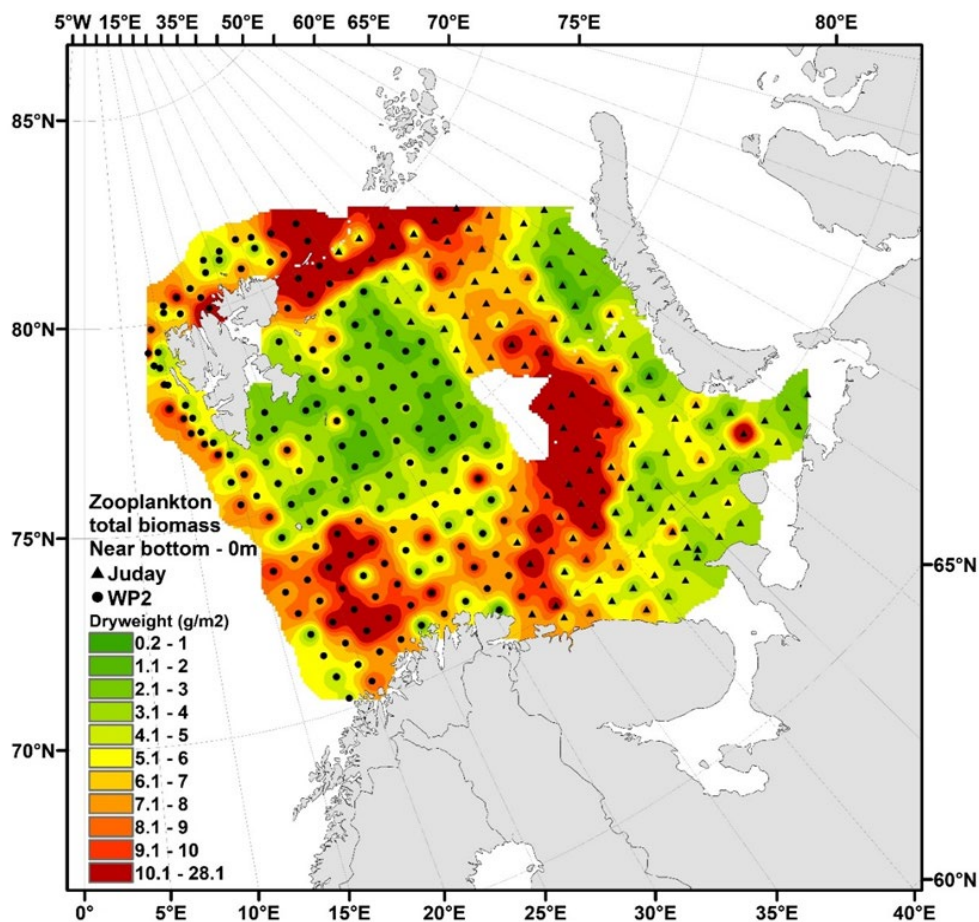 5°W 15°E 35°E 50°E 60°E 65°E 70°E 75°E 80°E
85°N
80°N
75°N
70°N
65°N
60°N
Zooplankton
total biomass
Near bottom - 0m
Juday
WP2
Dryweight (g/m2)
0.2 - 1
1.1 - 2
2.1 - 3
3.1 - 4
4.1 - 5
5.1 - 6
6.1 - 7
7.1 - 8
8.1 - 9
9.1 - 10
10.1 - 28.1
0° 5°E 10°E 15°E 20°E 25°E 30°E 35°E 40°E